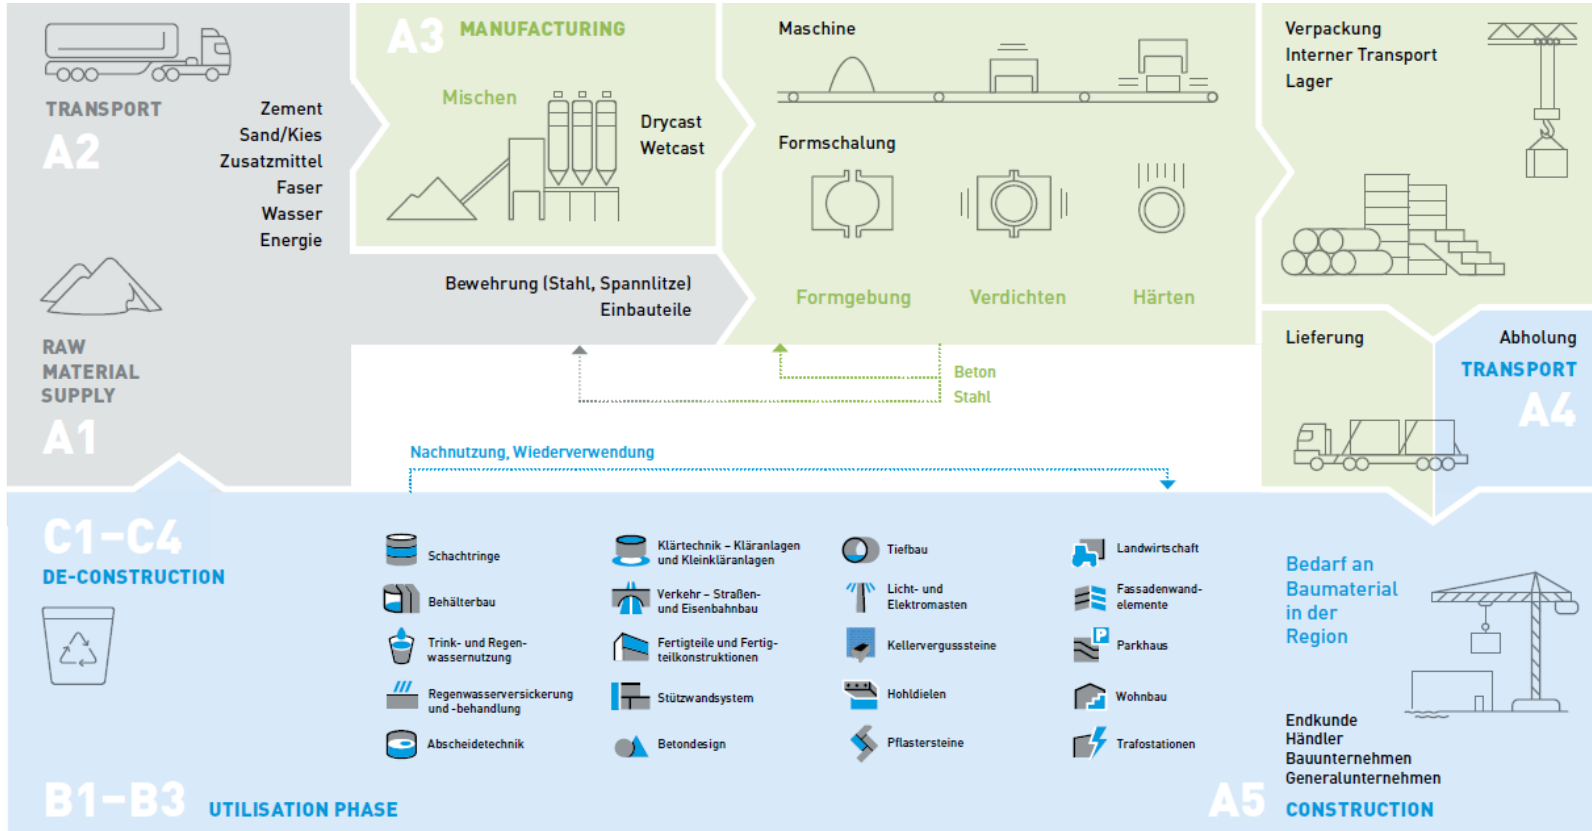 TRANSPORT
A2
Zement
Sand/Kies
Zusatzmittel
Faser
Wasser
Energie
RAW
MATERIAL
SUPPLY
A1
A3 MANUFACTURING
Mischen
Drycast
Wetcast
Bewehrung (Stahl, Spannlitze)
Einbauteile
Maschine
Formschalung
Formgebung
Verdichten
Härten
Beton
Stahl
Verpackung
Interner Transport
Lager
Lieferung
Abholung
TRANSPORT
A4
Nachnutzung, Wiederverwendung
C1–C4
DE-CONSTRUCTION
Schachtringe
Behälterbau
Trink- und Regen-
wassernutzung
Regenwasserversickerung
und -behandlung
Abscheidetechnik
Klärtechnik – Kläranlagen
und Kleinkläranlagen
Verkehr – Straßen-
und Eisenbahnbau
Fertigteile und Fertig-
teilkonstruktionen
Stützwandsystem
Betondesign
Tiefbau
Licht- und
Elektromasten
Kellervergusssteine
Hohldielen
Pflastersteine
Landwirtschaft
Fassadenwand-
elemente
P
Parkhaus
Wohnbau
Trafostationen
Bedarf an
Baumaterial
in der
Region
Endkunde
Händler
Bauunternehmen
Generalunternehmen
B1–B3 UTILISATION PHASE
A5 CONSTRUCTION